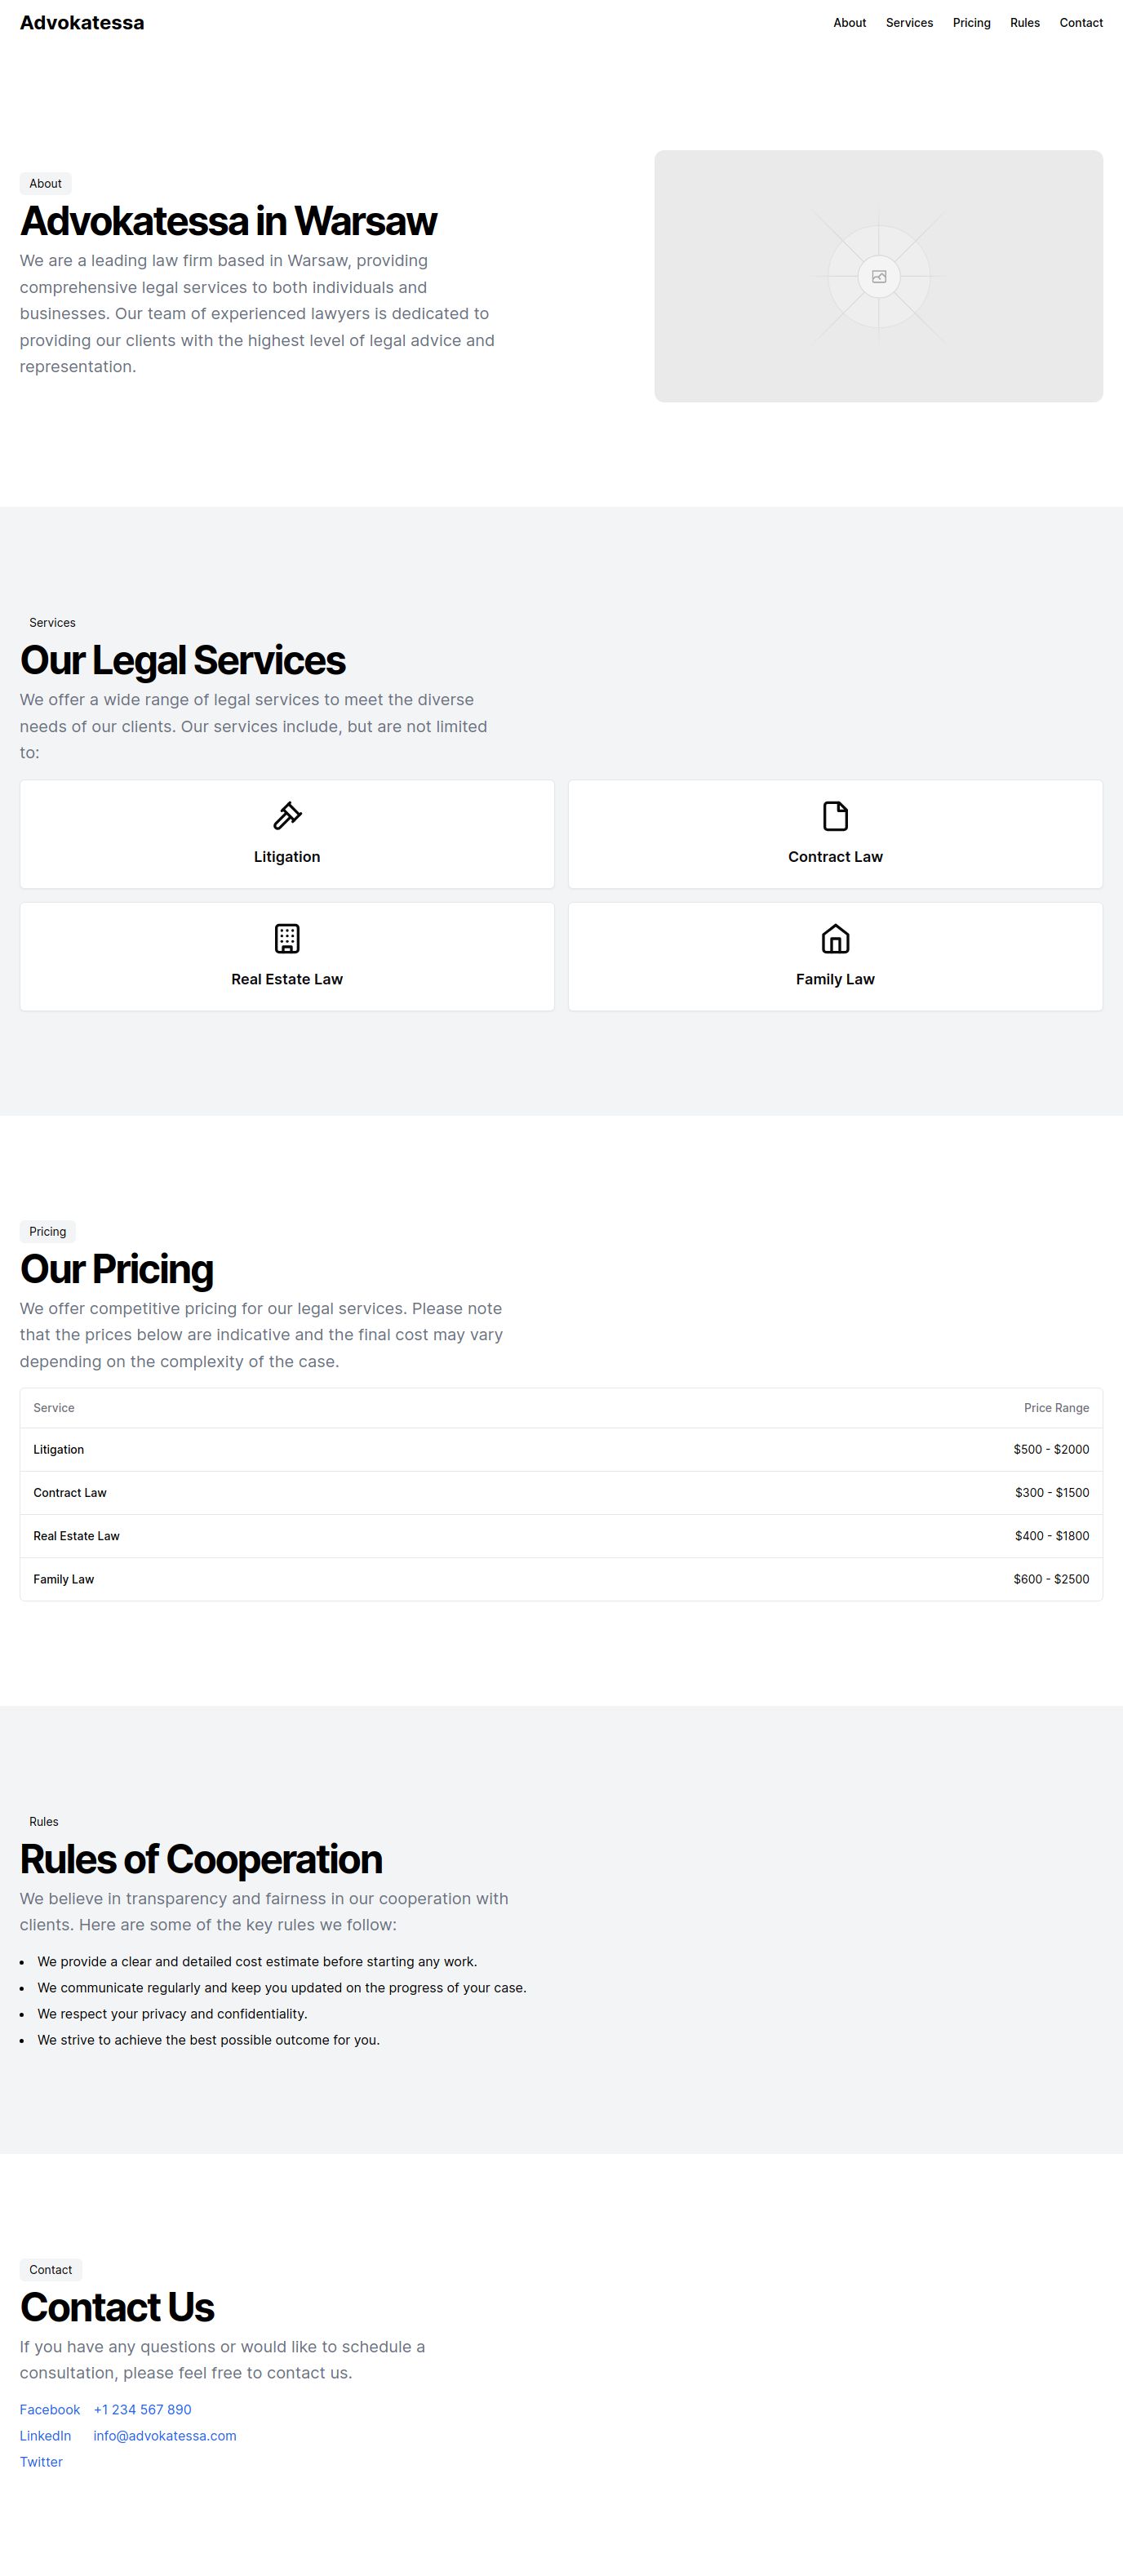 Advokatessa
About Services Pricing Rules Contact
About
Advokatessa in Warsaw
We are a leading law firm based in Warsaw, providing
comprehensive legal services to both individuals and
businesses. Our team of experienced lawyers is dedicated to
providing our clients with the highest level of legal advice and
representation.
Services
Our Legal Services
We offer a wide range of legal services to meet the diverse
needs of our clients. Our services include, but are not limited
to:
Litigation
Contract Law
Real Estate Law
Family Law
Pricing
Our Pricing
We offer competitive pricing for our legal services. Please note
that the prices below are indicative and the final cost may vary
depending on the complexity of the case.
Service Price Range
Litigation $500 - $2000
Contract Law $300 - $1500
Real Estate Law $400 - $1800
Family Law $600 - $2500
Rules
Rules of Cooperation
We believe in transparency and fairness in our cooperation with
clients. Here are some of the key rules we follow:
• We provide a clear and detailed cost estimate before starting any work.
• We communicate regularly and keep you updated on the progress of your case.
• We respect your privacy and confidentiality.
• We strive to achieve the best possible outcome for you.
Contact
Contact Us
If you have any questions or would like to schedule a
consultation, please feel free to contact us.
Facebook +1 234 567 890
LinkedIn info@advokatessa.com
Twitter